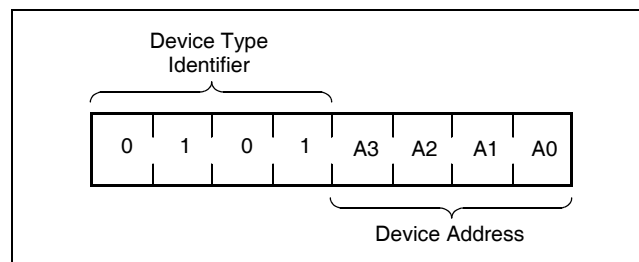 Device Type
Identifier
0 1 0 1 A3 A2 A1 A0
Device Address